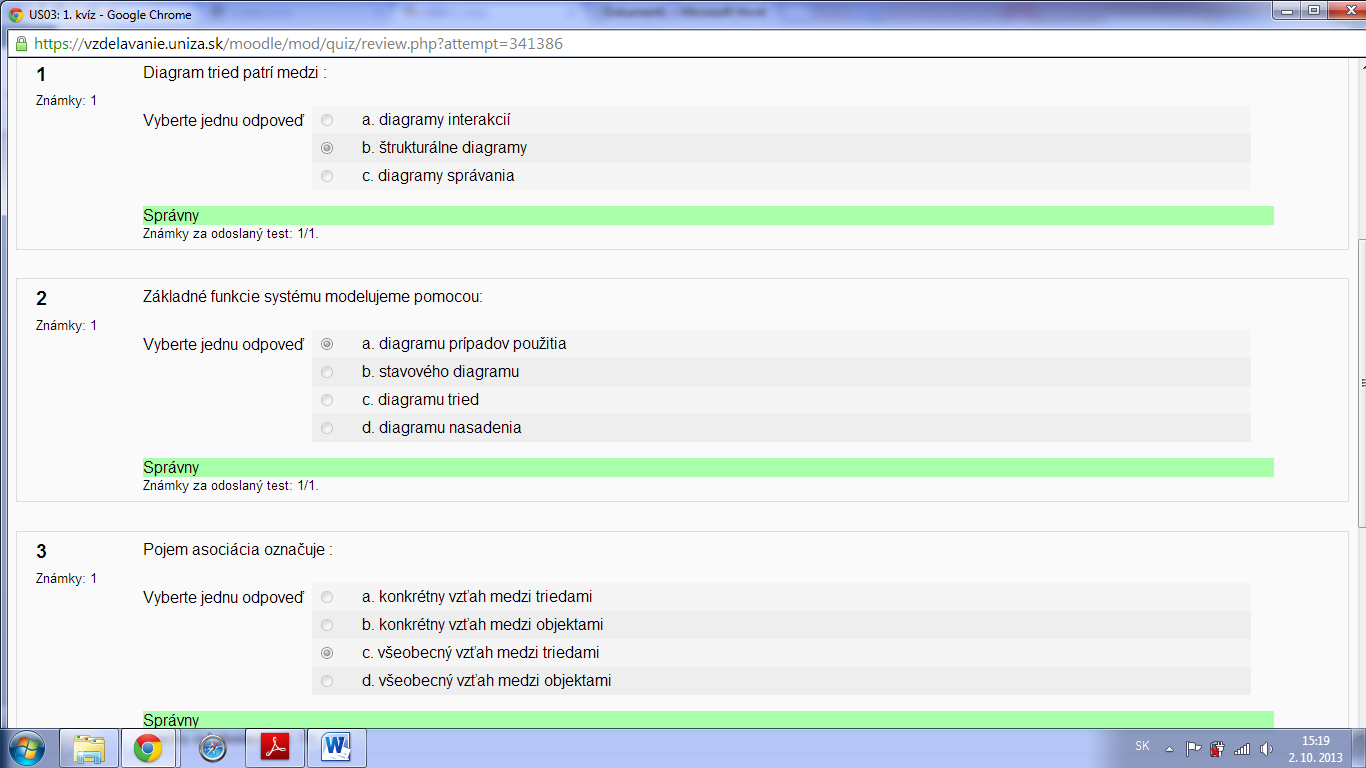 US03: 1. kvíz - Google Chrome
https://vzdelavanie.uniza.sk/moodle/mod/quiz/review.php?attempt=341386
1
Známky: 1
Diagram tried patrí medzi :
Vyberte jednu odpoveď
a. diagramy interakcií
b. štrukturálne diagramy
c. diagramy správania
Správny
Známky za odoslaný test: 1/1.
2
Známky: 1
Základné funkcie systému modelujeme pomocou:
Vyberte jednu odpoveď
a. diagramu prípadov použitia
b. stavového diagramu
c. diagramu tried
d. diagramu nasadenia
Správny
Známky za odoslaný test: 1/1.
3
Známky: 1
Pojem asociácia označuje :
Vyberte jednu odpoveď
a. konkrétny vzťah medzi triedami
b. konkrétny vzťah medzi objektami
c. všeobecný vzťah medzi triedami
d. všeobecný vzťah medzi objektami
Správny
SK
15:19
2. 10. 2013